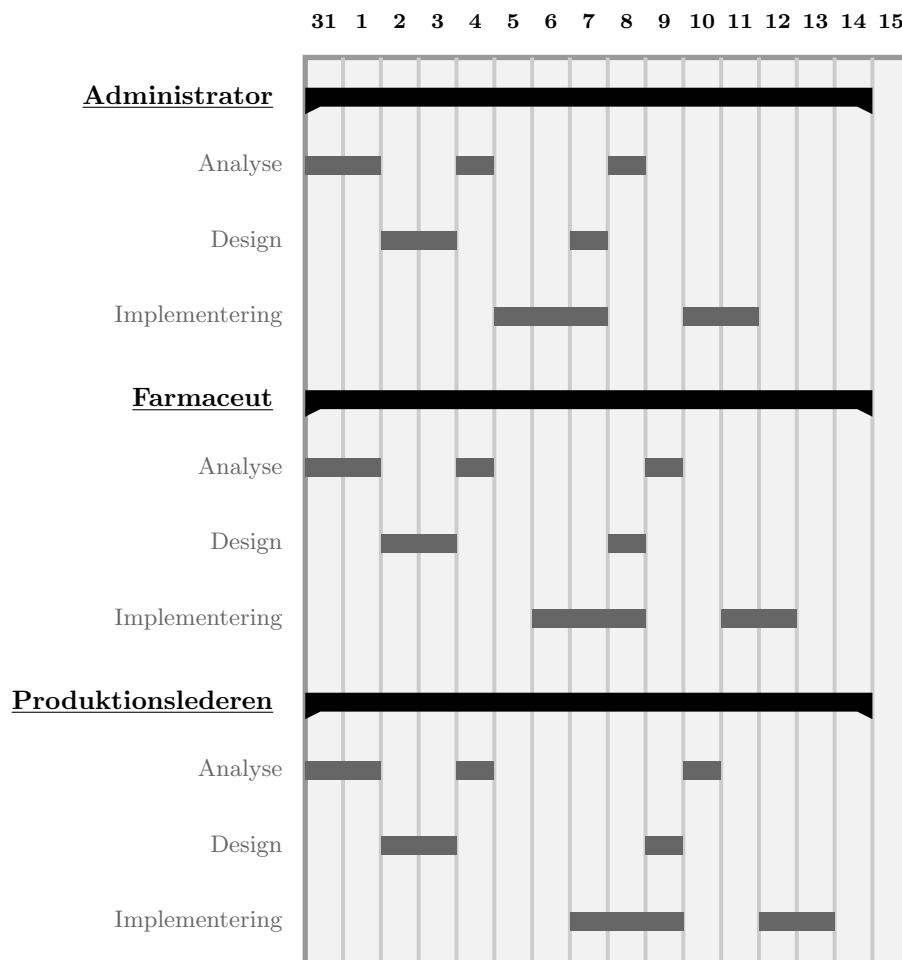 31 1 2 3 4 5 6 7 8 9 10 11 12 13 14 15
Administrator
Analyse
Design
Implementering
Farmaceut
Analyse
Design
Implementering
Produktionslederen
Analyse
Design
Implementering